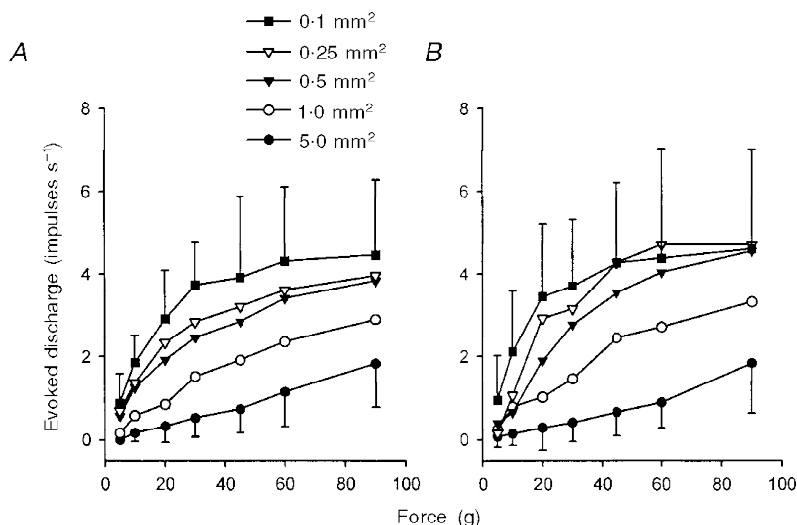 0·1 mm²
0·25 mm²
0·5 mm²
1·0 mm²
5·0 mm²
A
B
Evoked discharge (impulses s⁻¹)
8
6
4
2
0
0 20 40 60 80 100
8
6
4
2
0
0 20 40 60 80 100
Force (g)